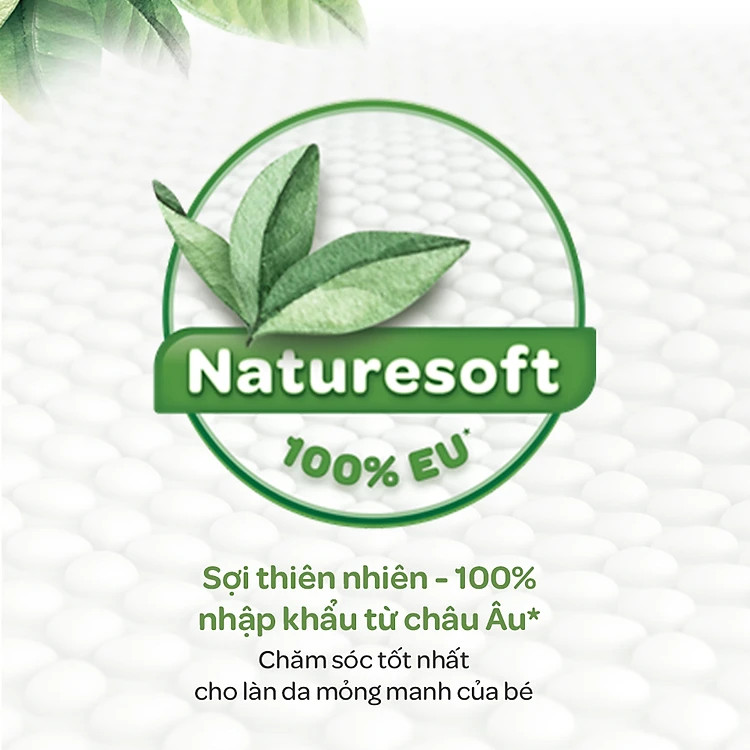 Naturesoft
100% EU*
Sợi thiên nhiên - 100%
nhập khẩu từ châu Âu*
Chăm sóc tốt nhất
cho làn da mỏng manh của bé